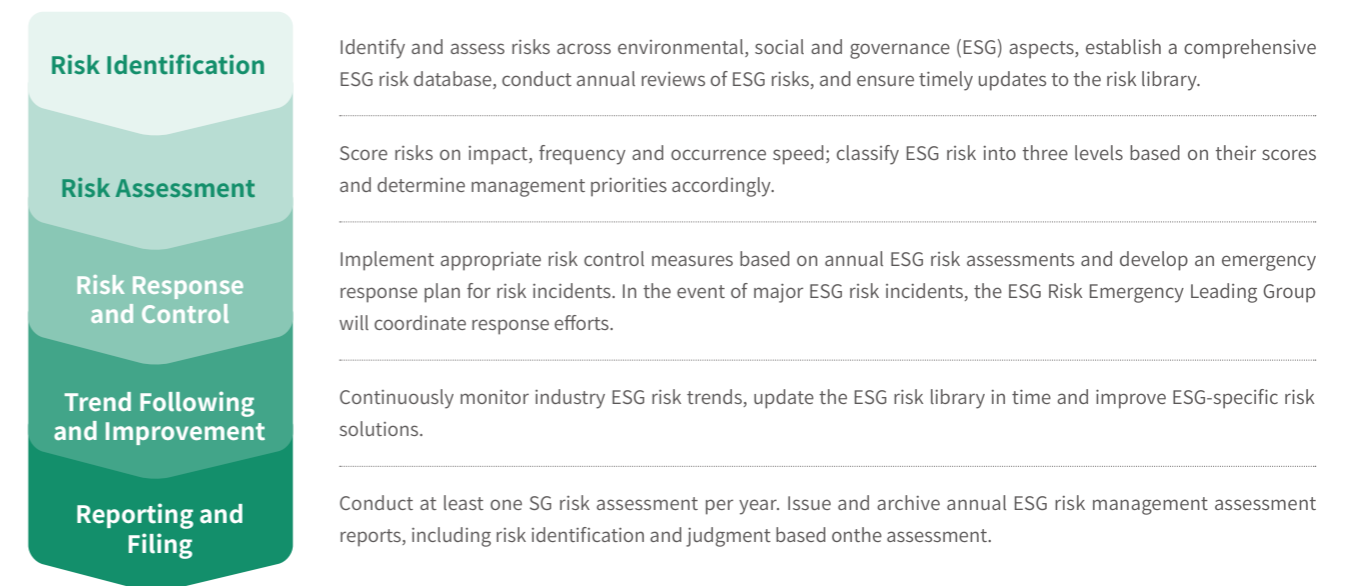 Risk Identification
Identify and assess risks across environmental, social and governance (ESG) aspects, establish a comprehensive
ESG risk database, conduct annual reviews of ESG risks, and ensure timely updates to the risk library.
Risk Assessment
Score risks on impact, frequency and occurrence speed; classify ESG risk into three levels based on their scores
and determine management priorities accordingly.
Risk Response
and Control
Implement appropriate risk control measures based on annual ESG risk assessments and develop an emergency
response plan for risk incidents. In the event of major ESG risk incidents, the ESG Risk Emergency Leading Group
will coordinate response efforts.
Trend Following
and Improvement
Continuously monitor industry ESG risk trends, update the ESG risk library in time and improve ESG-specific risk
solutions.
Reporting and
Filing
Conduct at least one SG risk assessment per year. Issue and archive annual ESG risk management assessment
reports, including risk identification and judgment based onthe assessment.